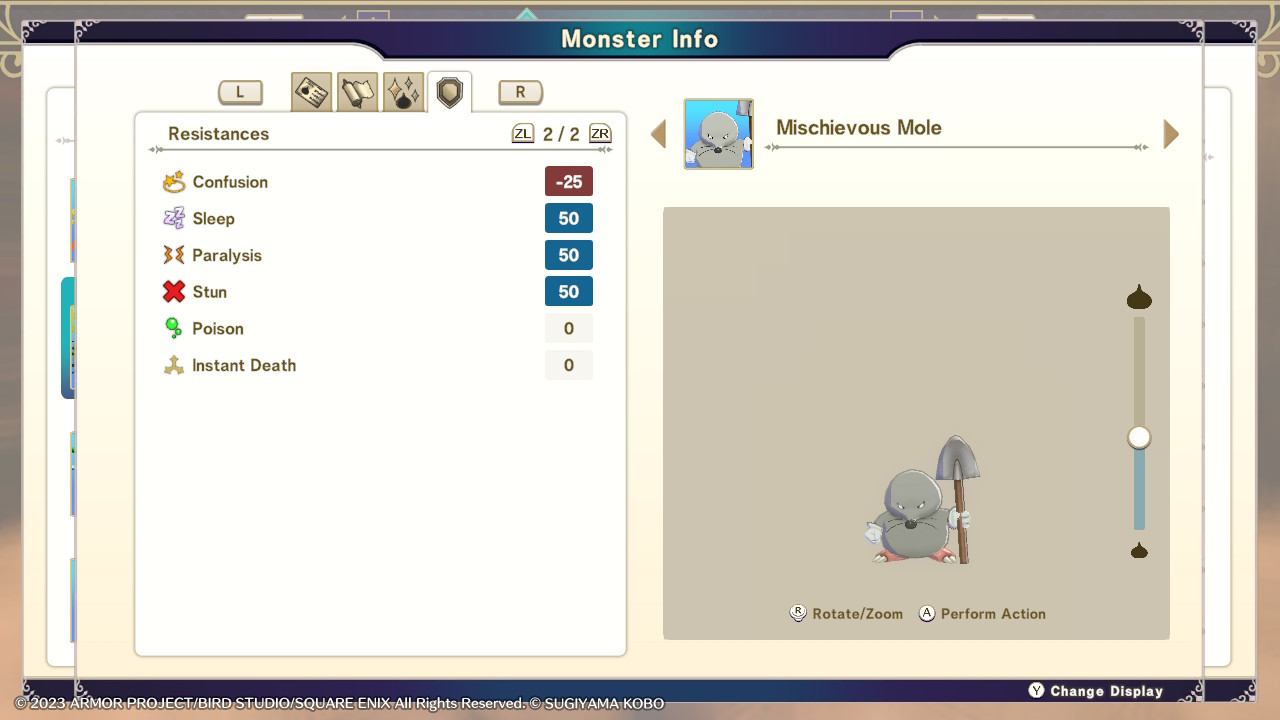 Monster Info
L
R
Resistances
ZL 2 / 2 ZR
Confusion -25
Sleep 50
Paralysis 50
Stun 50
Poison 0
Instant Death 0
Mischievous Mole
R Rotate/Zoom A Perform Action
Y Change Display
© 2023 ARMOR PROJECT/BIRD STUDIO/SQUARE ENIX All Rights Reserved. © SUGIYAMA KOBO